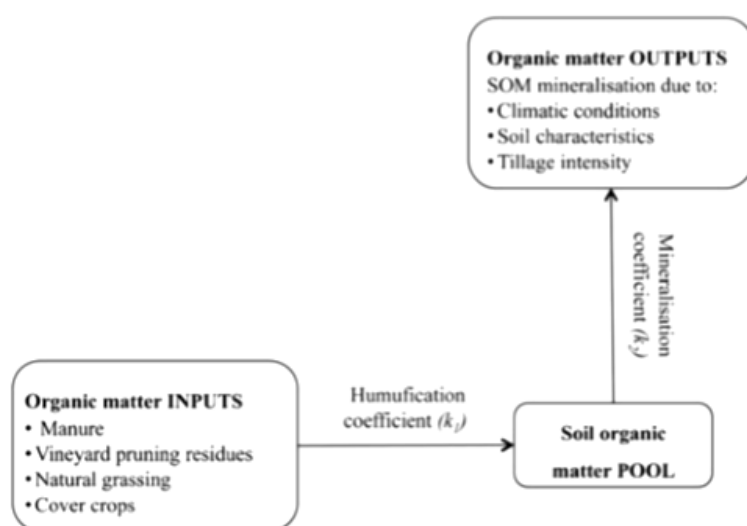 Organic matter OUTPUTS
SOM mineralisation due to:
• Climatic conditions
• Soil characteristics
• Tillage intensity
Mineralisation
coefficient (k₂)
Organic matter INPUTS
• Manure
• Vineyard pruning residues
• Natural grassing
• Cover crops
Humufication
coefficient (k₁)
Soil organic
matter POOL